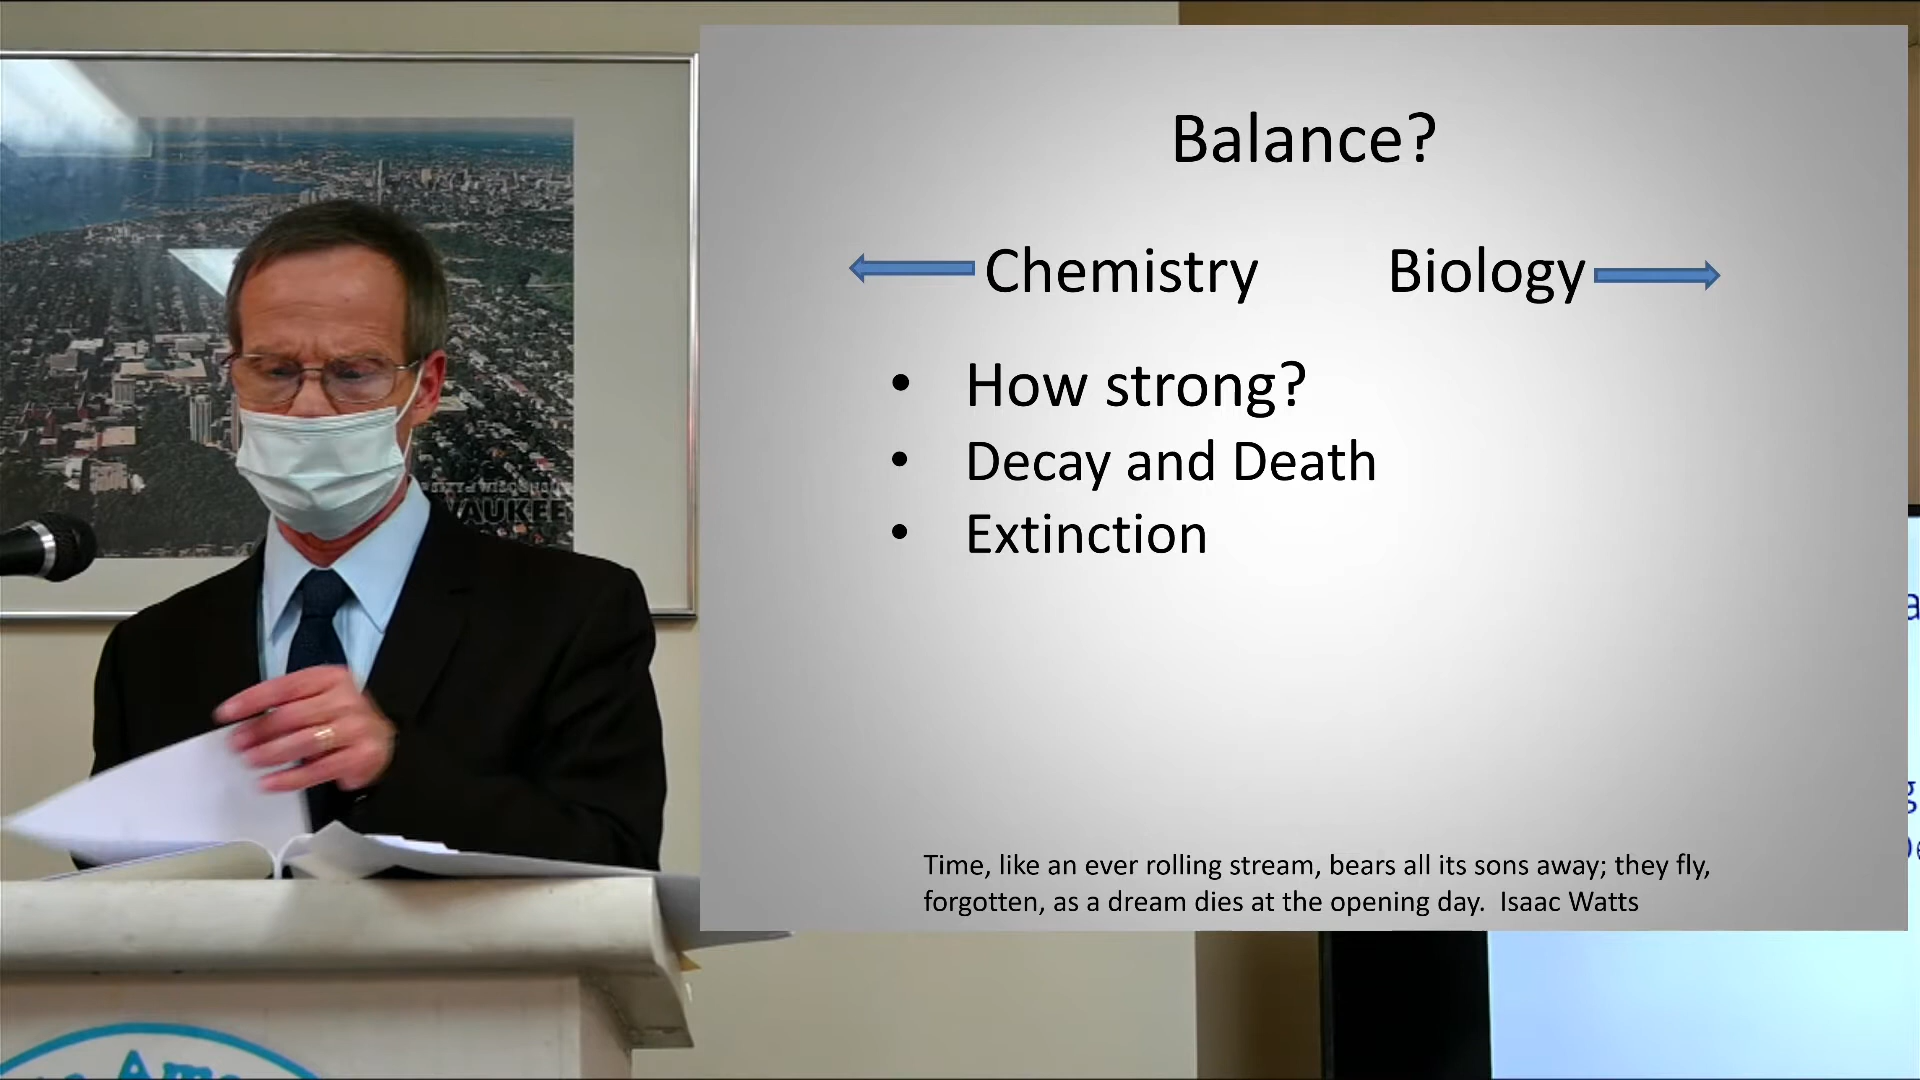 Balance?
Chemistry Biology
• How strong?
• Decay and Death
• Extinction
Time, like an ever rolling stream, bears all its sons away; they fly,
forgotten, as a dream dies at the opening day. Isaac Watts